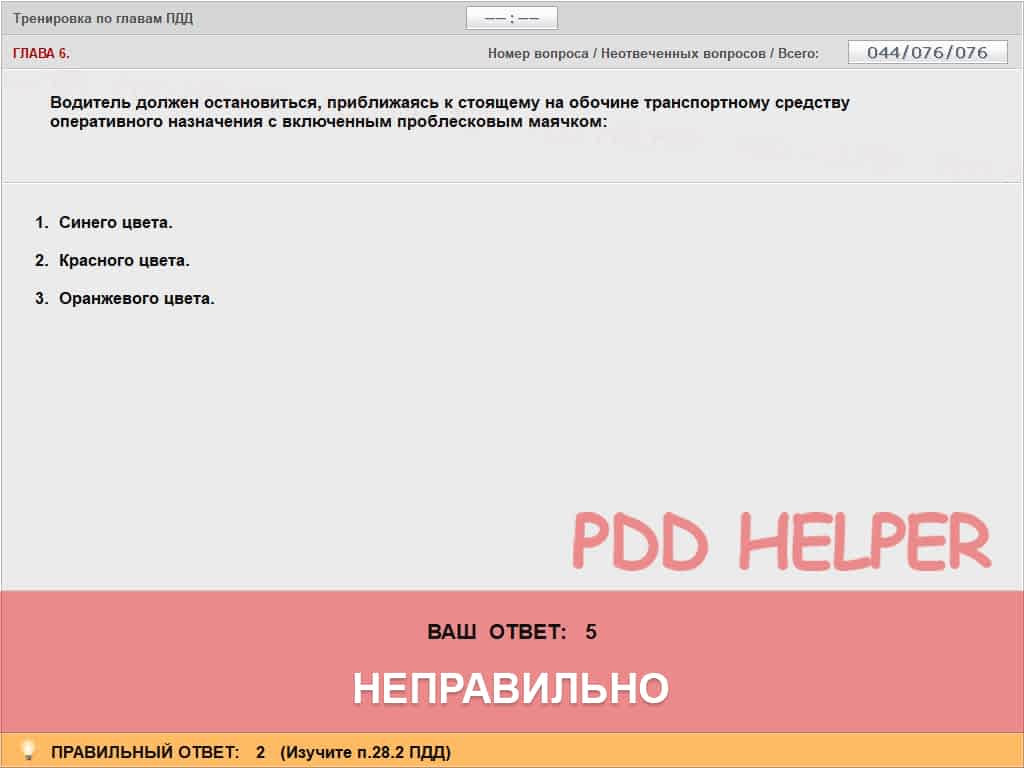 Тренировка по главам ПДД
—— : ——
ГЛАВА 6.
Номер вопроса / Неотвеченных вопросов / Всего:
044/076/076
Водитель должен остановиться, приближаясь к стоящему на обочине транспортному средству
оперативного назначения с включенным проблесковым маячком:
1. Синего цвета.
2. Красного цвета.
3. Оранжевого цвета.
PDD HELPER
ВАШ ОТВЕТ: 5
НЕПРАВИЛЬНО
ПРАВИЛЬНЫЙ ОТВЕТ: 2 (Изучите п.28.2 ПДД)